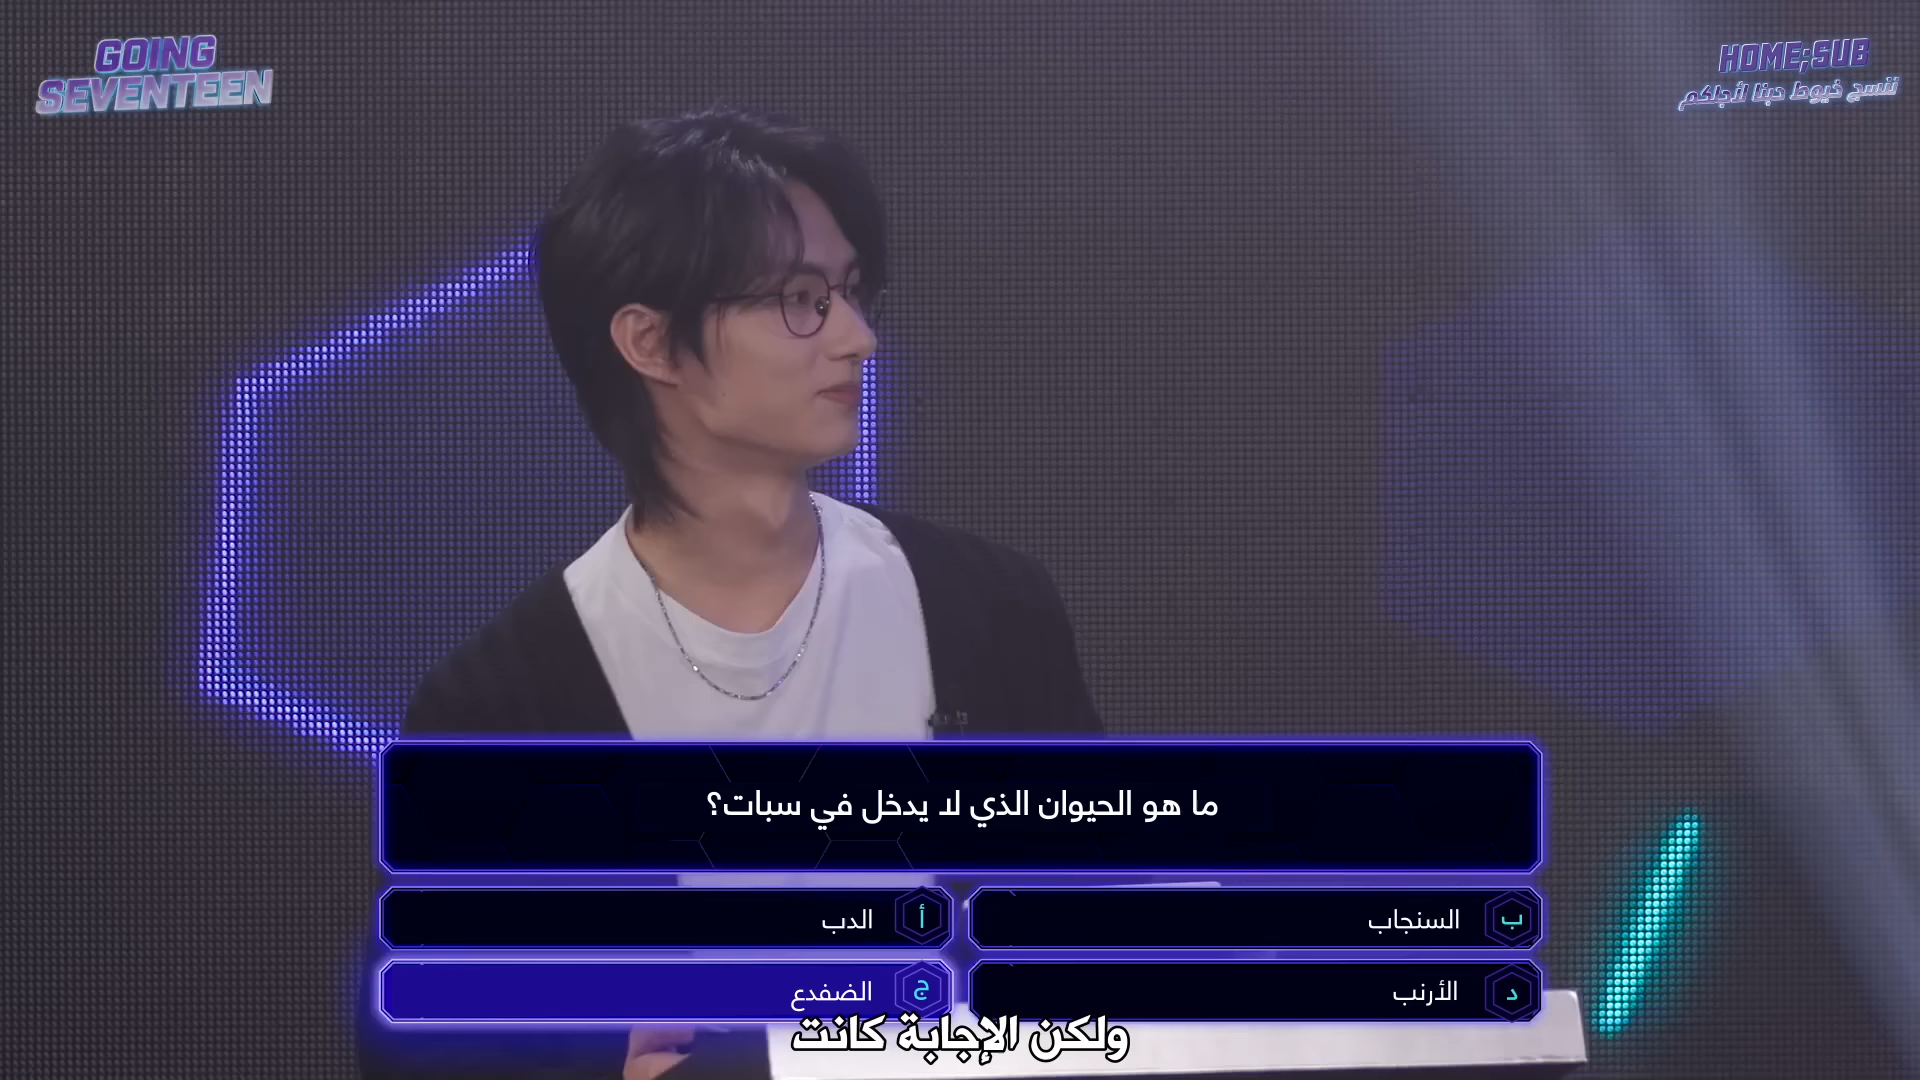 GOING
SEVENTEEN
HOME;SUB
ننسج خيوط حبنا لأجلكم
ما هو الحيوان الذي لا يدخل في سبات؟
أ الدب
ب السنجاب
ج الضفدع
د الأرنب
ولكن الإجابة كانت